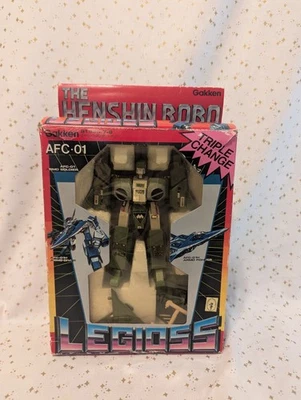 THE Gakken
HENSHIN ROBO
Gakken
TRIPLE
CHANGE
AFC-01
LEGIOSS